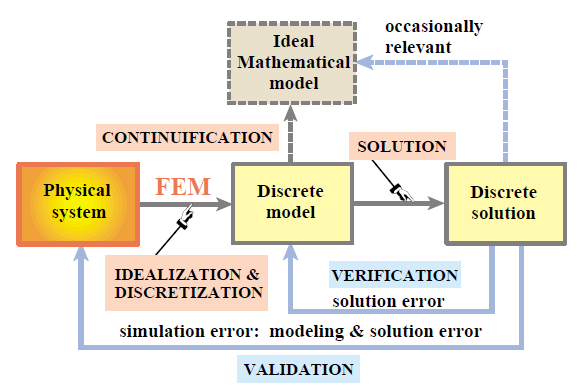 occasionally
relevant
Ideal
Mathematical
model
CONTINUIFICATION
SOLUTION
Physical
system
FEM
Discrete
model
Discrete
solution
IDEALIZATION &
DISCRETIZATION
VERIFICATION
solution error
simulation error: modeling & solution error
VALIDATION